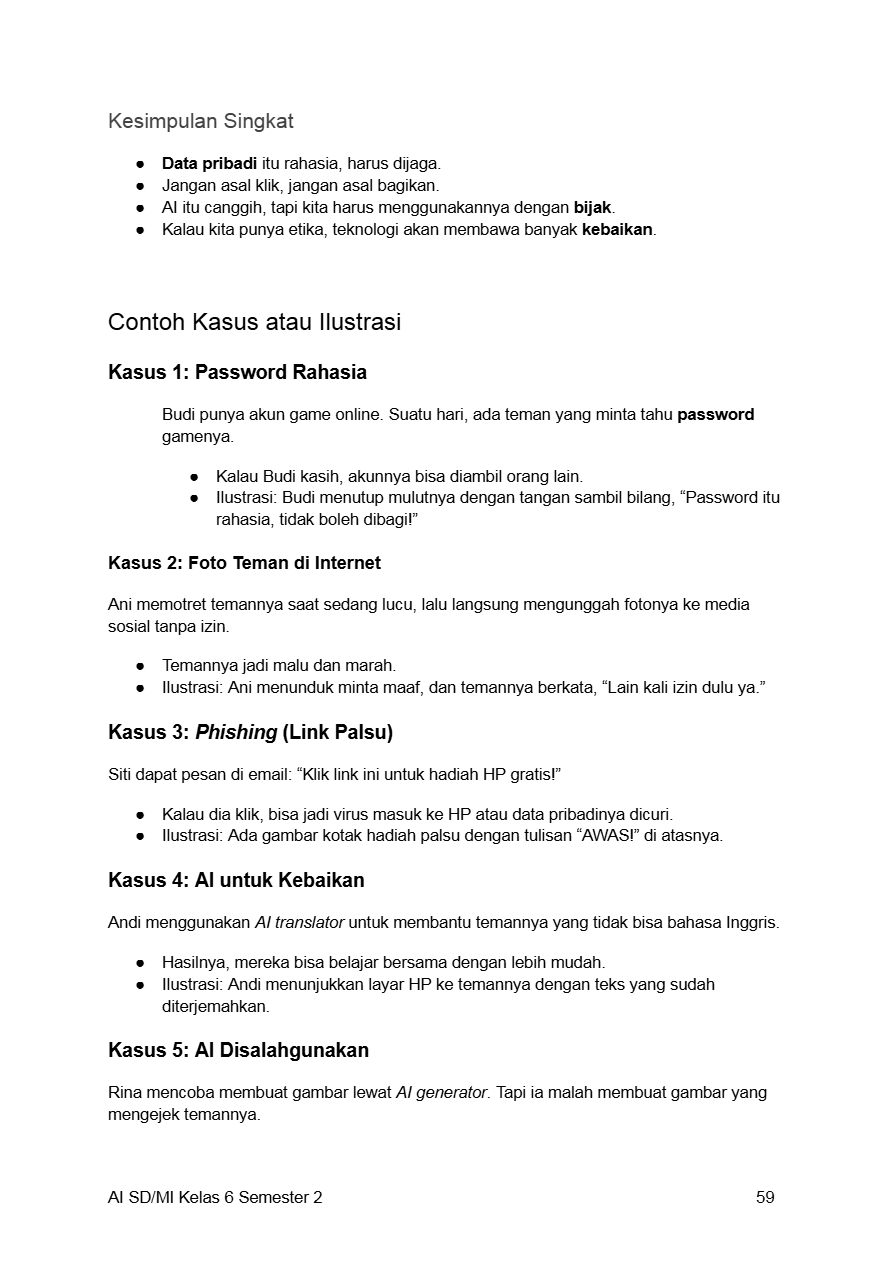 Kesimpulan Singkat
● Data pribadi itu rahasia, harus dijaga.
● Jangan asal klik, jangan asal bagikan.
● AI itu canggih, tapi kita harus menggunakannya dengan bijak.
● Kalau kita punya etika, teknologi akan membawa banyak kebaikan.
Contoh Kasus atau Ilustrasi
Kasus 1: Password Rahasia
Budi punya akun game online. Suatu hari, ada teman yang minta tahu password
gamenya.
● Kalau Budi kasih, akunnya bisa diambil orang lain.
● Ilustrasi: Budi menutup mulutnya dengan tangan sambil bilang, “Password itu
rahasia, tidak boleh dibagi!”
Kasus 2: Foto Teman di Internet
Ani memotret temannya saat sedang lucu, lalu langsung mengunggah fotonya ke media
sosial tanpa izin.
● Temannya jadi malu dan marah.
● Ilustrasi: Ani menunduk minta maaf, dan temannya berkata, “Lain kali izin dulu ya.”
Kasus 3: Phishing (Link Palsu)
Siti dapat pesan di email: “Klik link ini untuk hadiah HP gratis!”
● Kalau dia klik, bisa jadi virus masuk ke HP atau data pribadinya dicuri.
● Ilustrasi: Ada gambar kotak hadiah palsu dengan tulisan “AWAS!” di atasnya.
Kasus 4: AI untuk Kebaikan
Andi menggunakan AI translator untuk membantu temannya yang tidak bisa bahasa Inggris.
● Hasilnya, mereka bisa belajar bersama dengan lebih mudah.
● Ilustrasi: Andi menunjukkan layar HP ke temannya dengan teks yang sudah
diterjemahkan.
Kasus 5: AI Disalahgunakan
Rina mencoba membuat gambar lewat AI generator. Tapi ia malah membuat gambar yang
mengejek temannya.
AI SD/MI Kelas 6 Semester 2 59